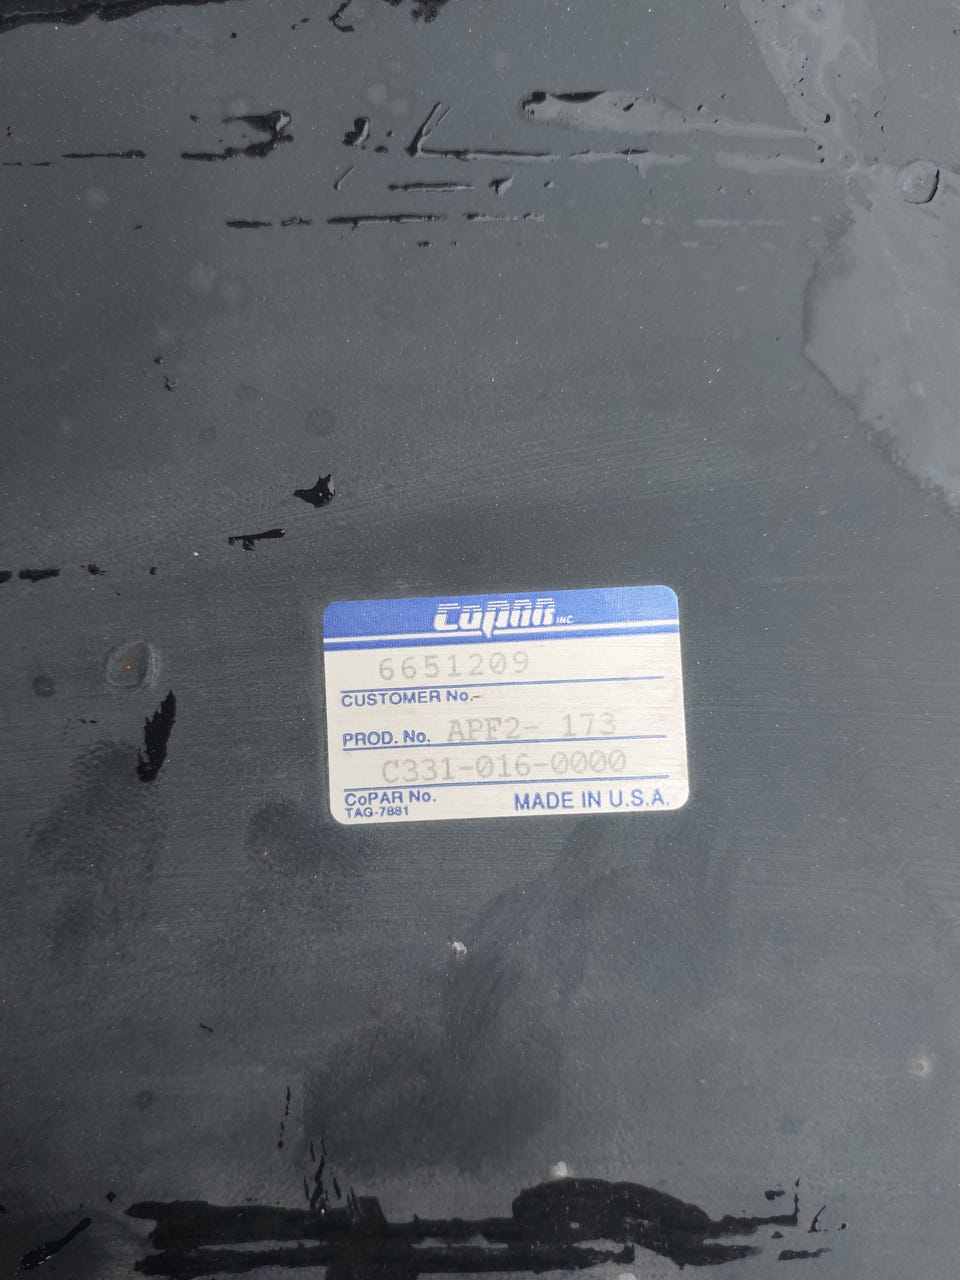 CoPAR INC.
6651209
CUSTOMER No.-
PROD. No. APF2- 173
C331-016-0000
CoPAR No.
TAG-7881 MADE IN U.S.A.